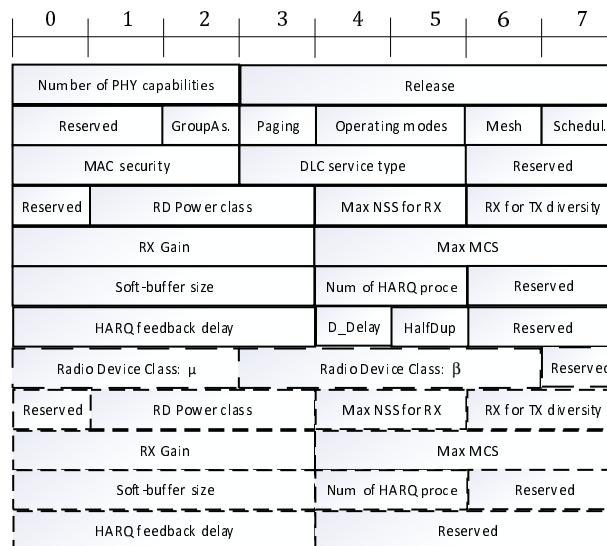 0 1 2 3 4 5 6 7
Number of PHY capabilities Release
Reserved GroupAs. Paging Operating modes Mesh Schedul.
MAC security DLC service type Reserved
Reserved RD Power class Max NSS for RX RX for TX diversity
RX Gain Max MCS
Soft-buffer size Num of HARQ proce Reserved
HARQ feedback delay D_Delay HalfDup Reserved
Radio Device Class: μ Radio Device Class: β Reserved
Reserved RD Power class Max NSS for RX RX for TX diversity
RX Gain Max MCS
Soft-buffer size Num of HARQ proce Reserved
HARQ feedback delay Reserved